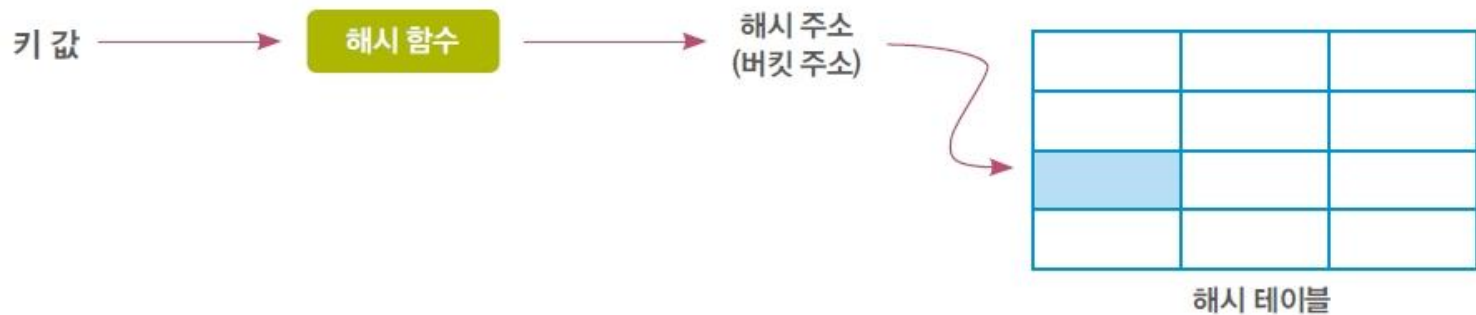 키 값
해시 함수
해시 주소
(버킷 주소)
해시 테이블